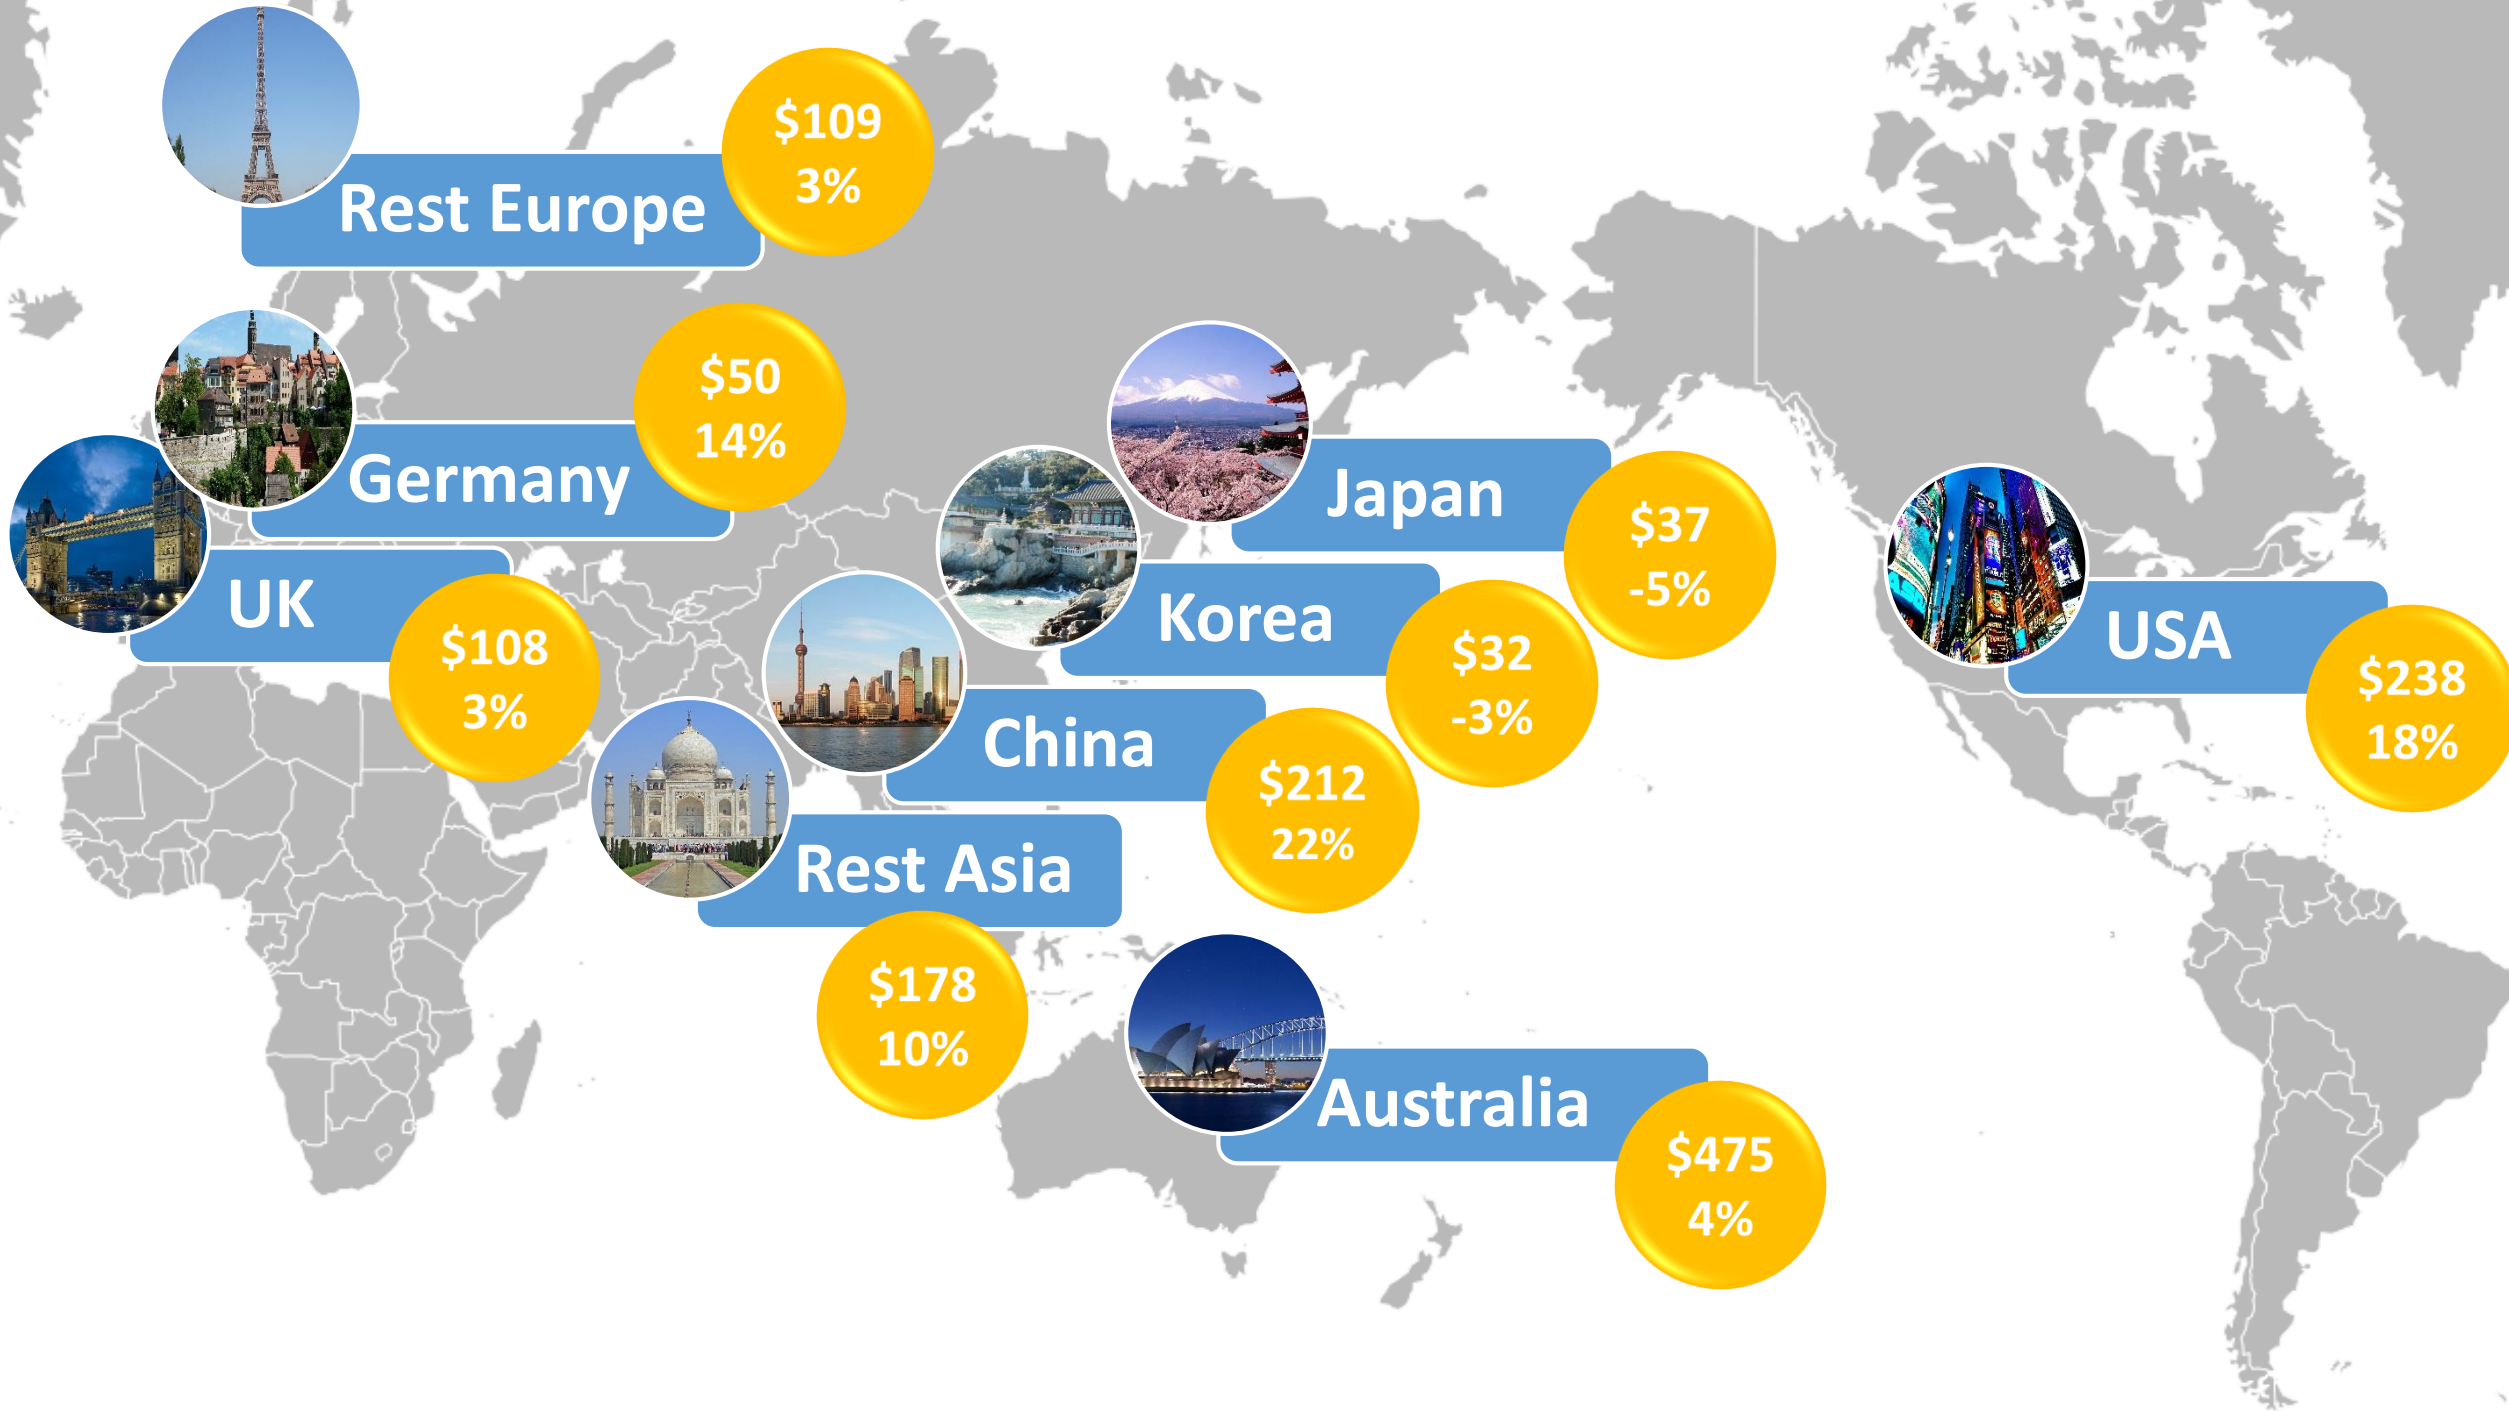 Rest Europe
$109
3%
Germany
$50
14%
UK
$108
3%
Japan
$37
-5%
Korea
$32
-3%
China
$212
22%
Rest Asia
$178
10%
USA
$238
18%
Australia
$475
4%